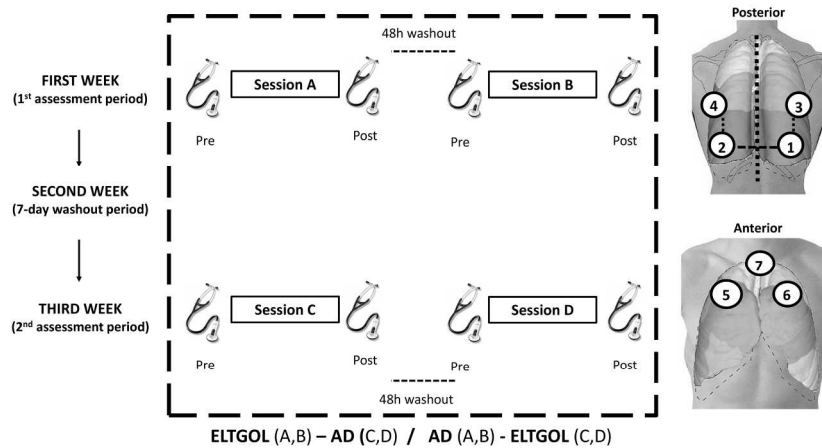 48h washout
FIRST WEEK
(1st assessment period)
Session A
Session B
Pre
Post
Pre
Post
SECOND WEEK
(7-day washout period)
THIRD WEEK
(2nd assessment period)
Session C
Session D
Pre
Post
Pre
Post
48h washout
ELTGOL (A,B) – AD (C,D) / AD (A,B) - ELTGOL (C,D)
Posterior
4
3
2
1
Anterior
7
5
6